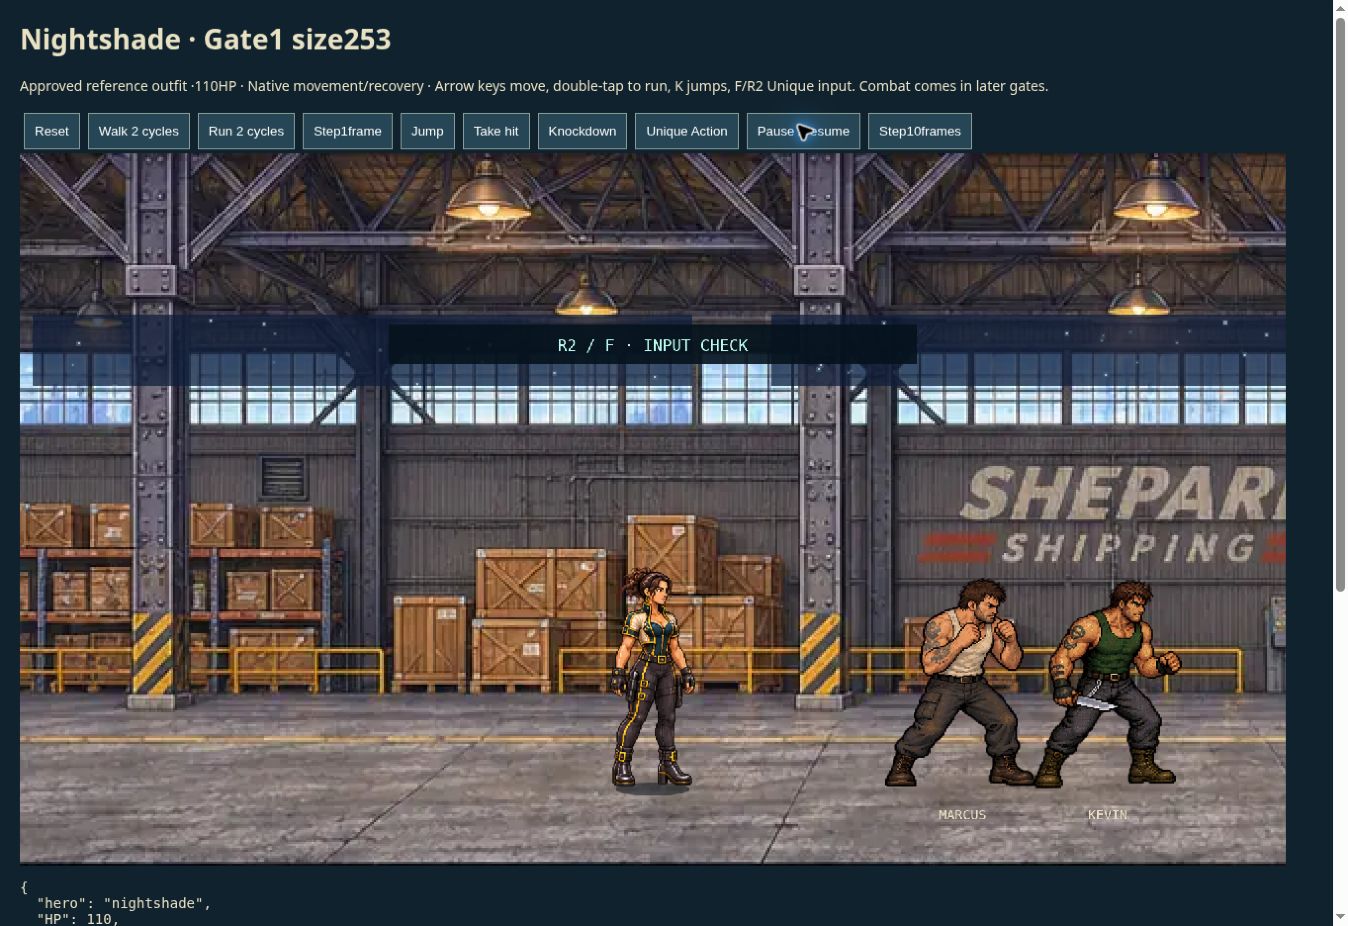 Nightshade · Gate1 size253
Approved reference outfit ·110HP · Native movement/recovery · Arrow keys move, double-tap to run, K jumps, F/R2 Unique input. Combat comes in later gates.
Reset Walk 2 cycles Run 2 cycles Step1frame Jump Take hit Knockdown Unique Action Pause esume Step10frames
R2 / F · INPUT CHECK
SHEPAR
SHIPPING
MARCUS KEVIN
{
"hero": "nightshade",
"HP": 110,